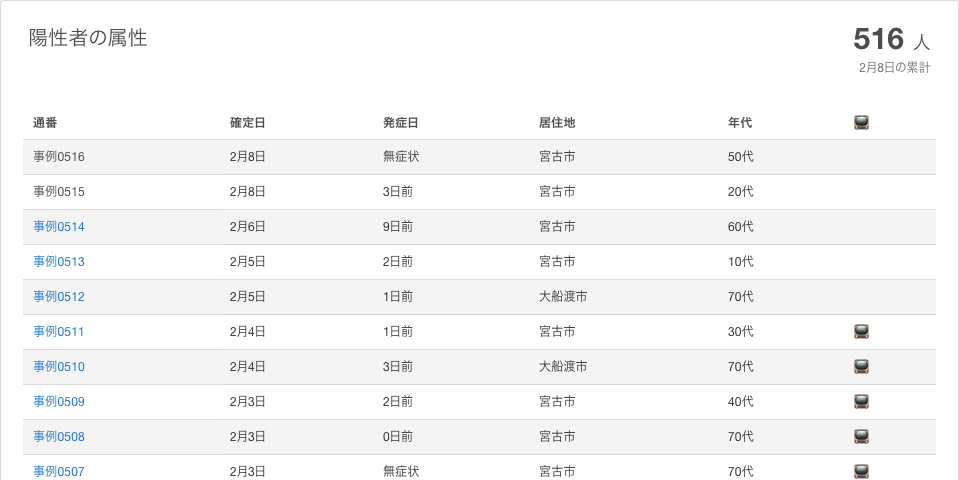 陽性者の属性
516 人
2月8日の累計
通番 確定日 発症日 居住地 年代
事例0516 2月8日 無症状 宮古市 50代
事例0515 2月8日 3日前 宮古市 20代
事例0514 2月6日 9日前 宮古市 60代
事例0513 2月5日 2日前 宮古市 10代
事例0512 2月5日 1日前 大船渡市 70代
事例0511 2月4日 1日前 宮古市 30代
事例0510 2月4日 3日前 大船渡市 70代
事例0509 2月3日 2日前 宮古市 40代
事例0508 2月3日 0日前 宮古市 70代
事例0507 2月3日 無症状 宮古市 70代